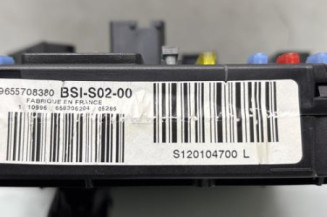 9655708380 BSI-S02-00
FABRIQUE EN FRANCE
S120104700 L